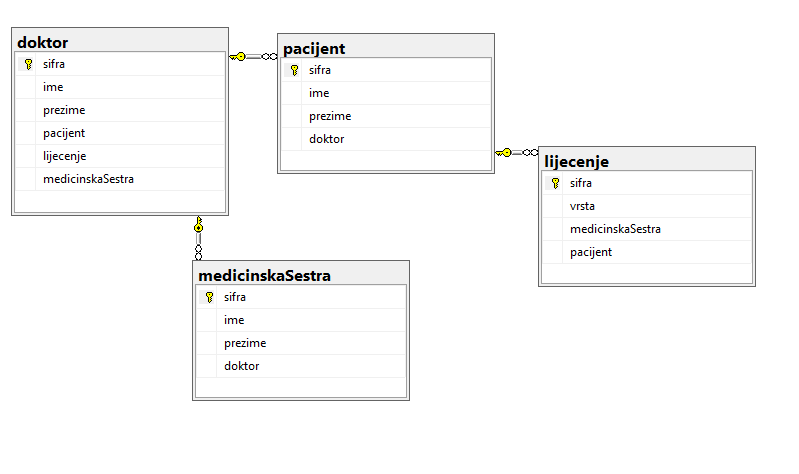 doktor
sifra
ime
prezime
pacijent
lijecenje
medicinskaSestra
pacijent
sifra
ime
prezime
doktor
lijecenje
sifra
vrsta
medicinskaSestra
pacijent
medicinskaSestra
sifra
ime
prezime
doktor